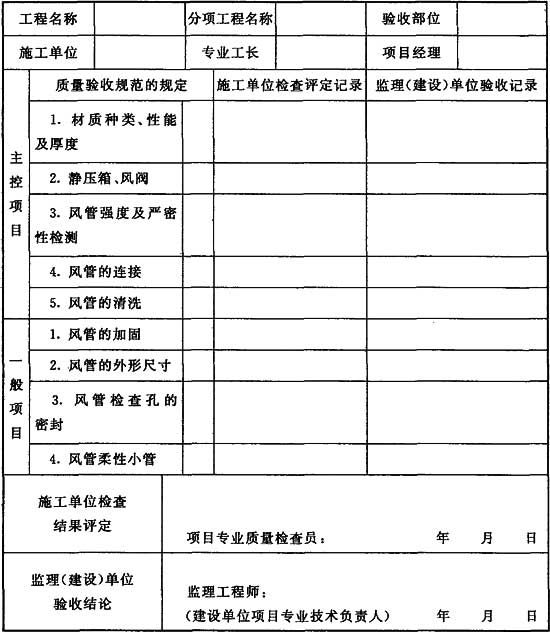 工程名称 分项工程名称 验收部位
施工单位 专业工长 项目经理
质量验收规范的规定 施工单位检查评定记录 监理(建设)单位验收记录
主控项目
1. 材质种类、性能
及厚度
2. 静压箱、风阀
3. 风管强度及严密
性检测
4. 风管的连接
5. 风管的清洗
一般项目
1. 风管的加固
2. 风管的外形尺寸
3. 风管检查孔的
密封
4. 风管柔性小管
施工单位检查
结果评定
项目专业质量检查员: 年 月 日
监理(建设)单位
验收结论
监理工程师:
(建设单位项目专业技术负责人) 年 月 日